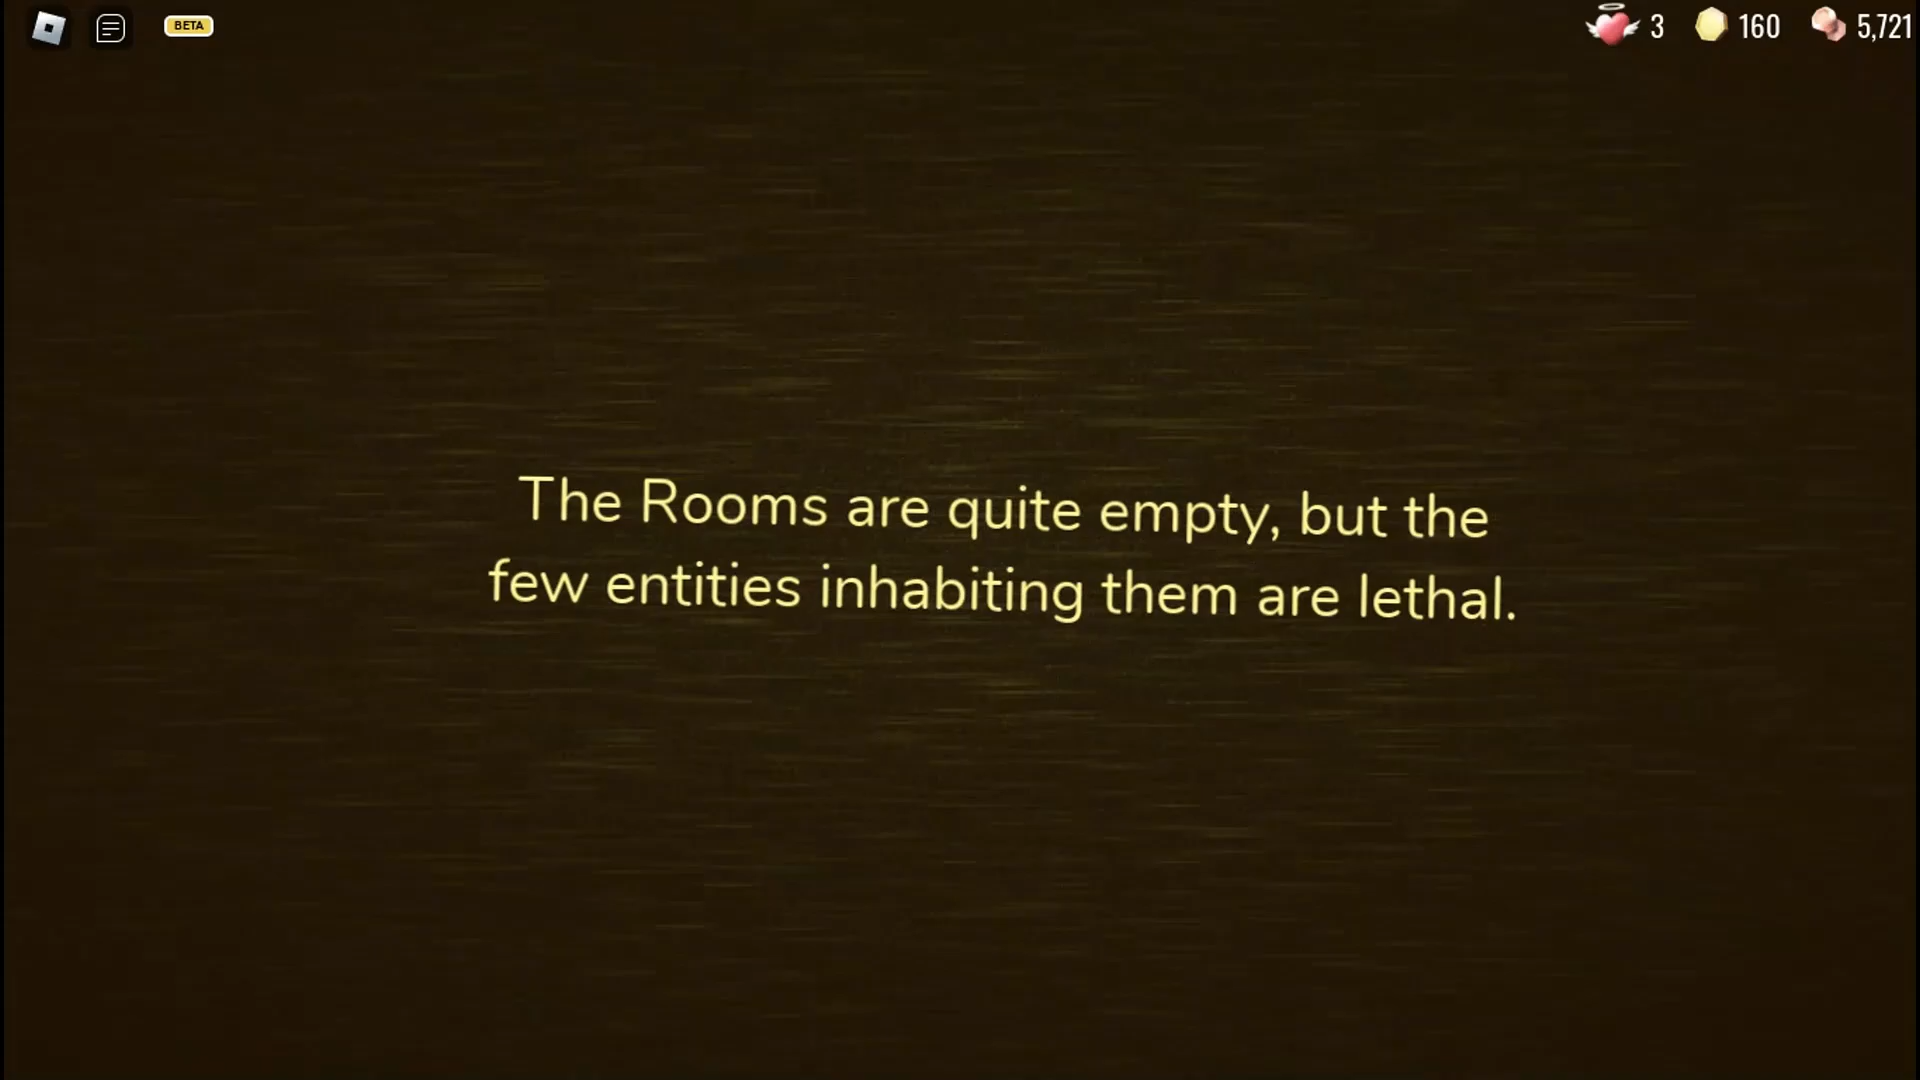 BETA
3
160
5,721
The Rooms are quite empty, but the
few entities inhabiting them are lethal.